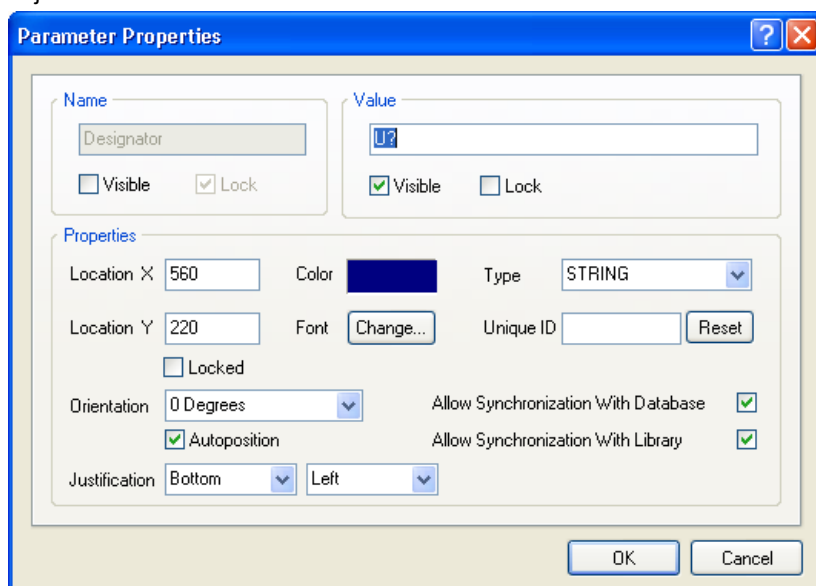 Parameter Properties
Name
Value
Designator
U?
Visible Lock
Visible Lock
Properties
Location X 560 Color Type STRING
Location Y 220 Font Change... Unique ID Reset
Locked
Orientation 0 Degrees Allow Synchronization With Database
Autoposition Allow Synchronization With Library
Justification Bottom Left
OK Cancel